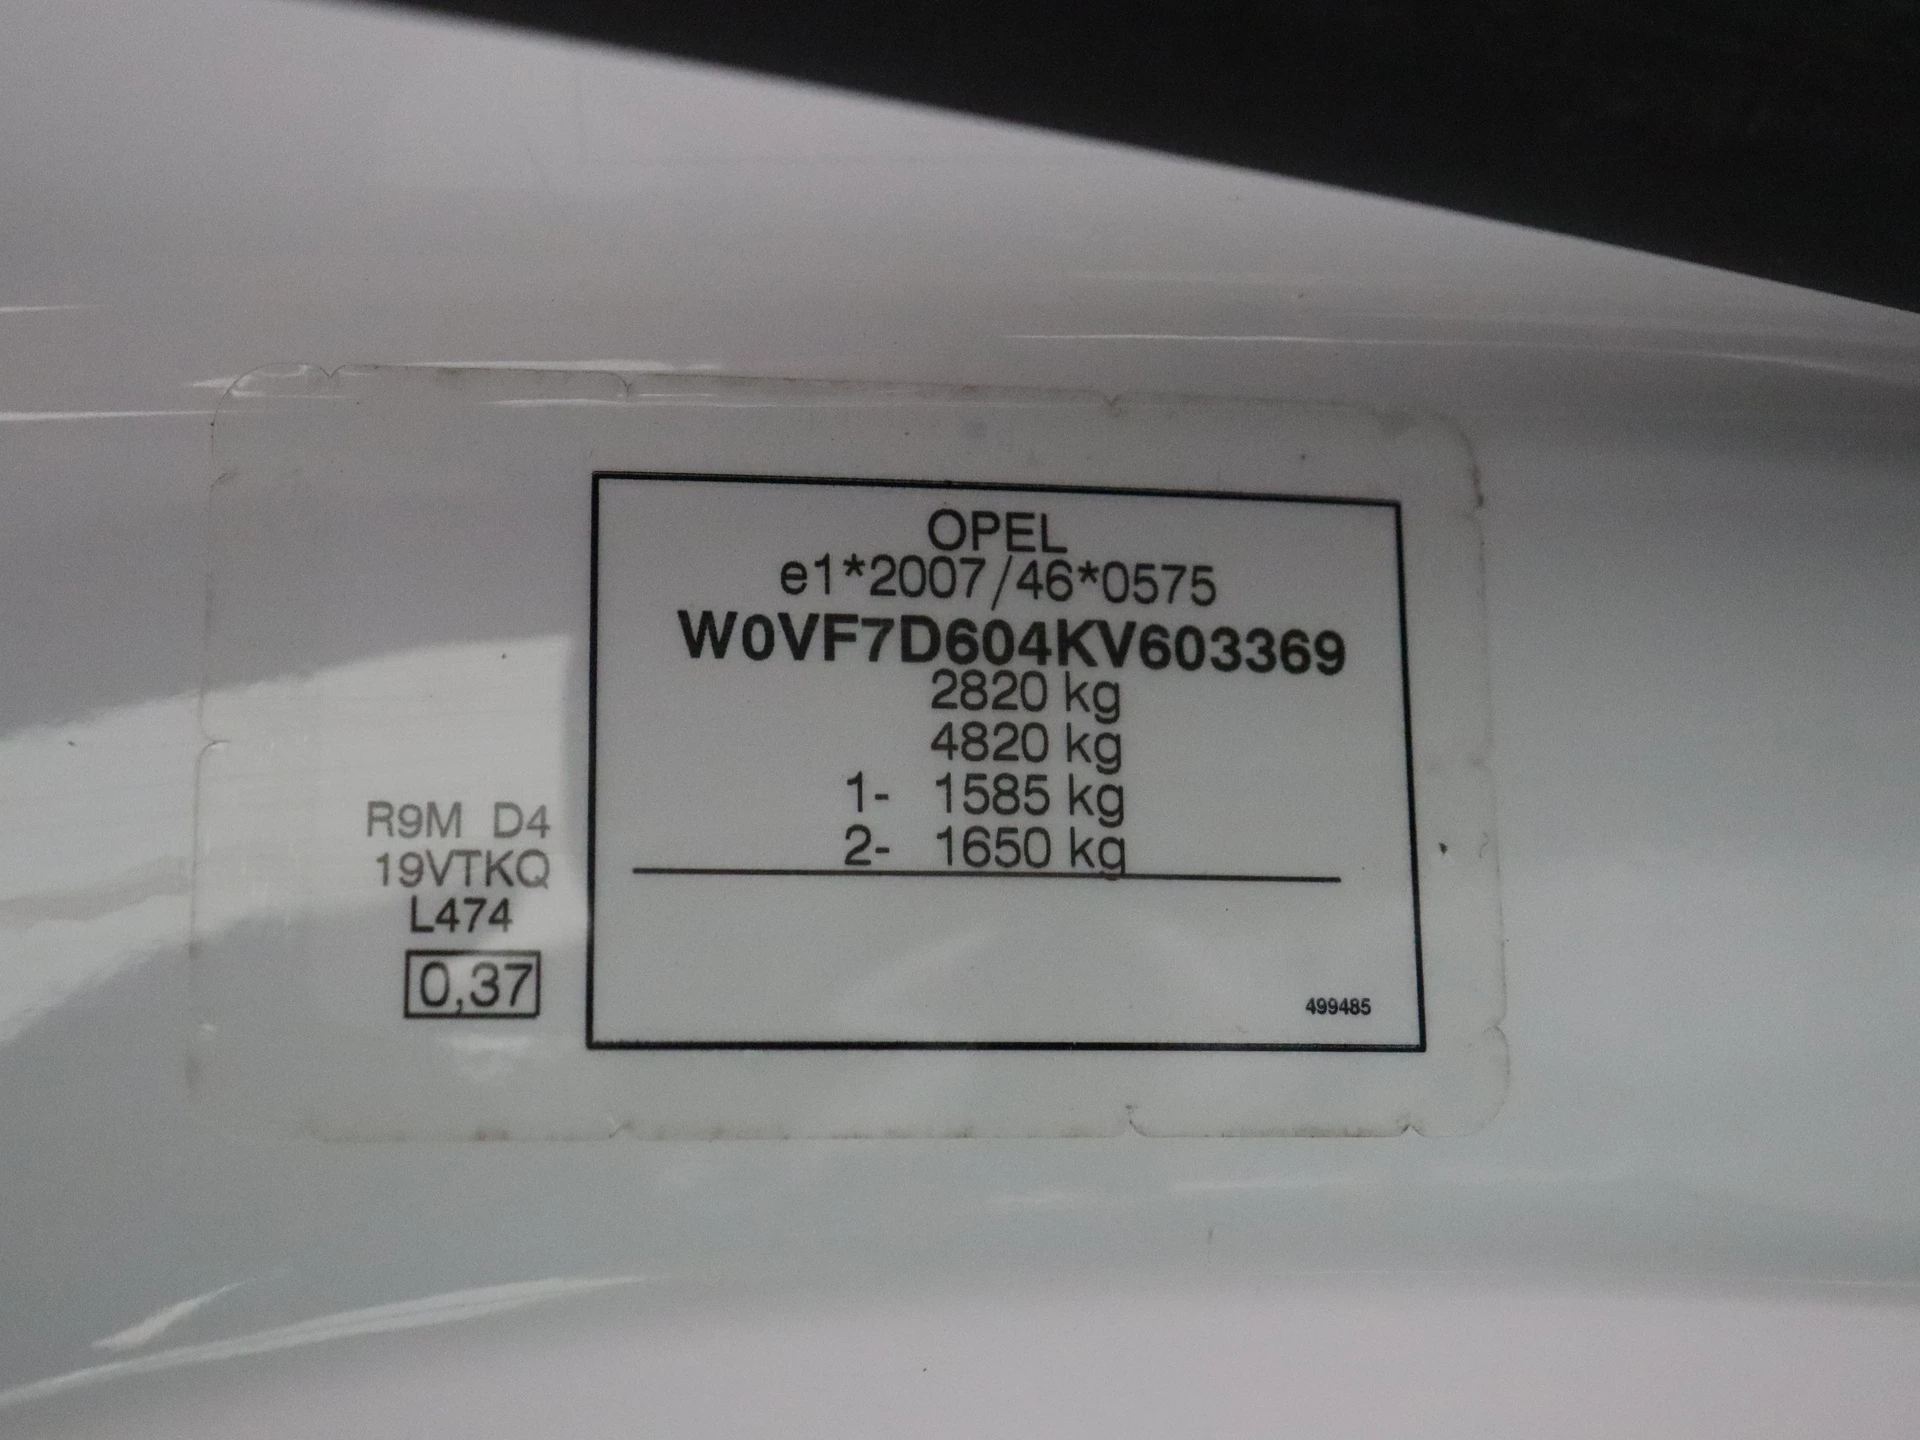 OPEL
e1*2007/46*0575
W0VF7D604KV603369
2820 kg
4820 kg
1- 1585 kg
2- 1650 kg
R9M D4
19VTKQ
L474
0,37
499485